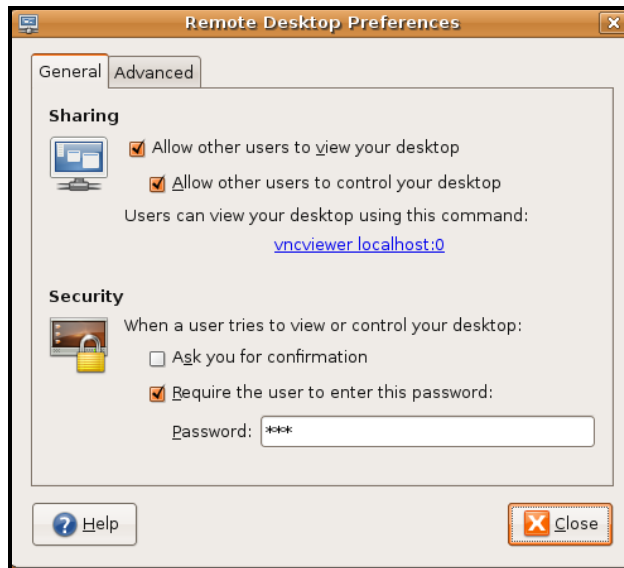 Remote Desktop Preferences
General Advanced
Sharing
Allow other users to view your desktop
Allow other users to control your desktop
Users can view your desktop using this command:
vncviewer localhost:0
Security
When a user tries to view or control your desktop:
Ask you for confirmation
Require the user to enter this password:
Password: ***
Help Close